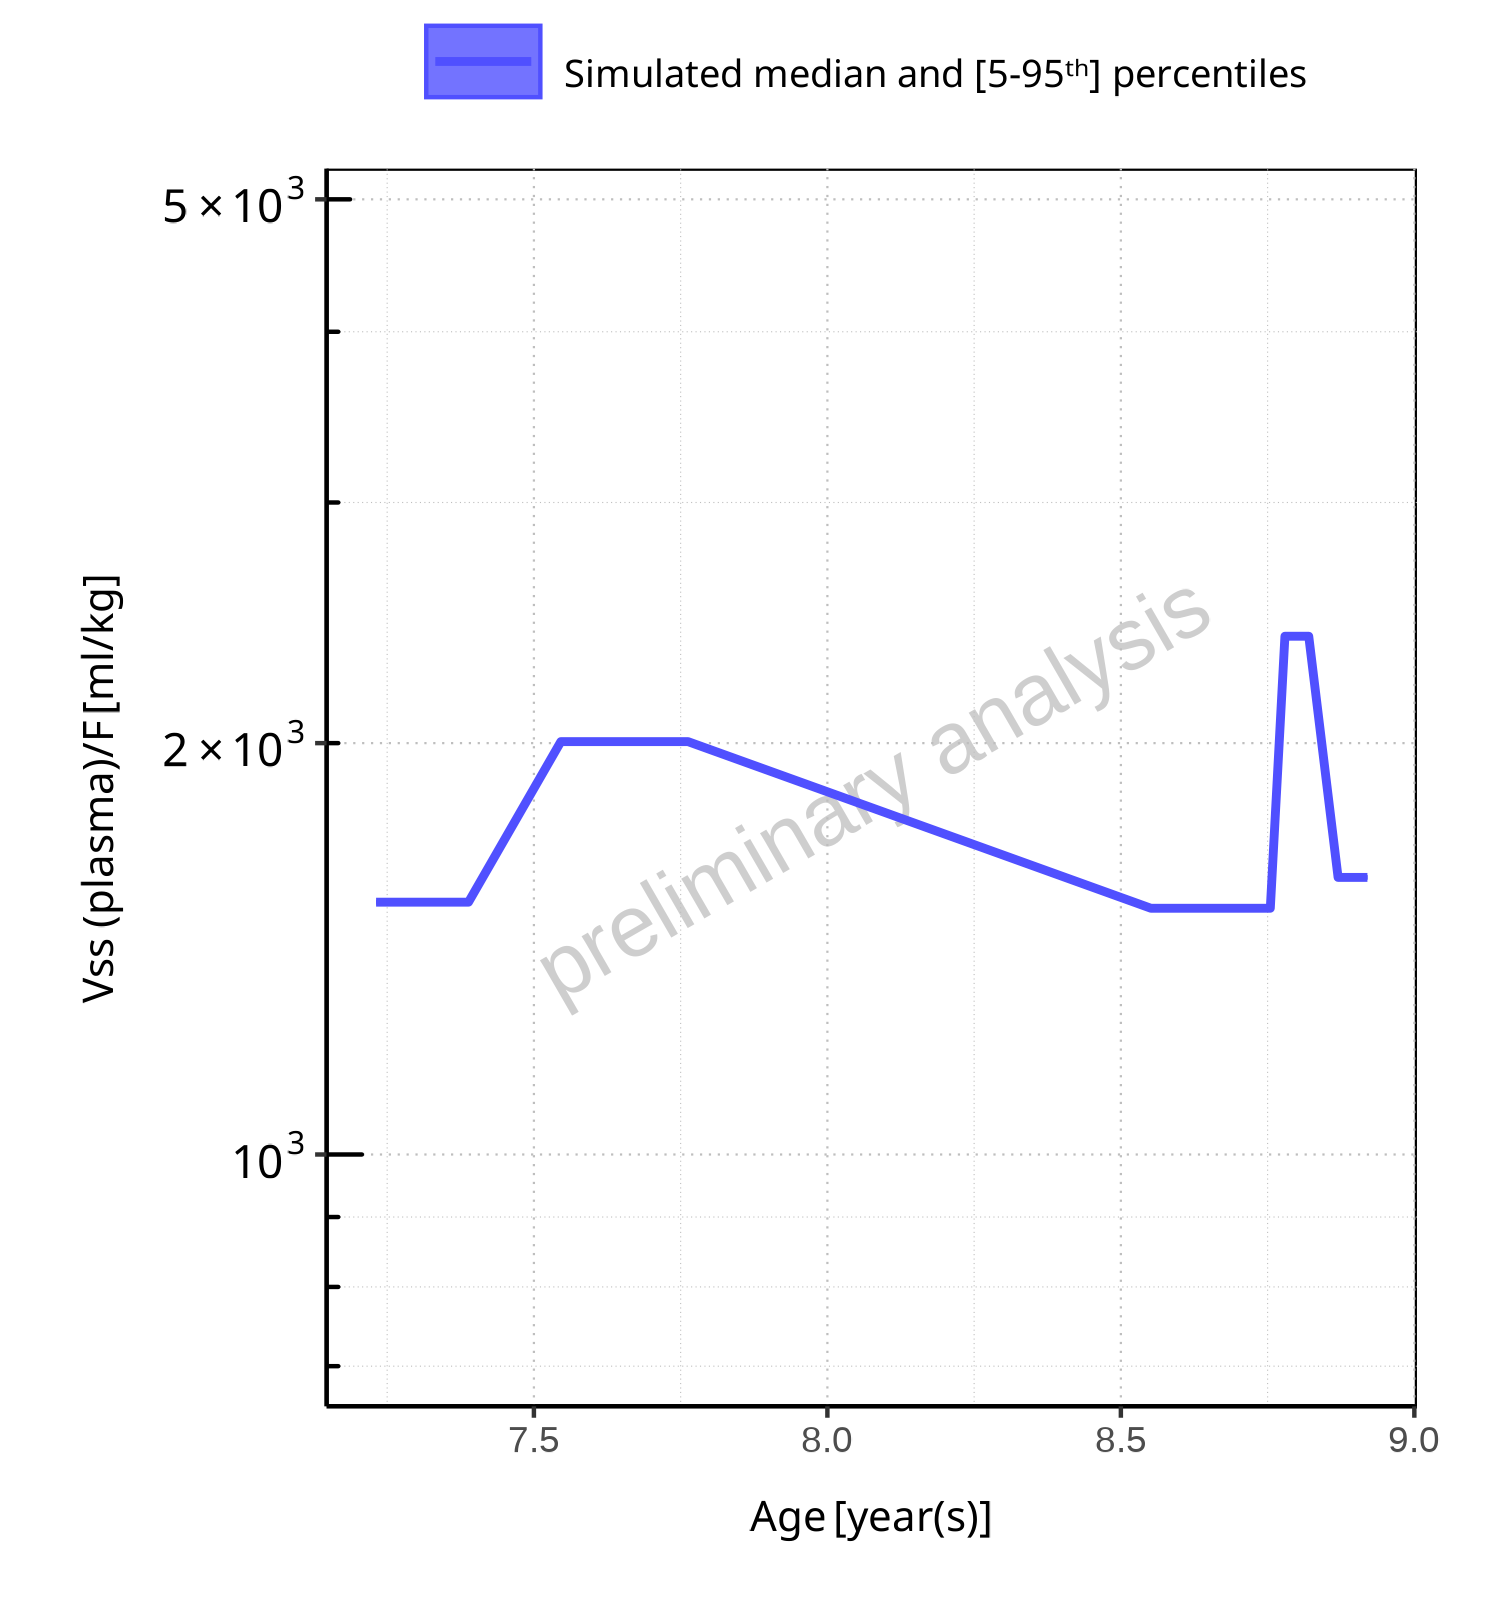 Simulated median and [5-95ᵗʰ] percentiles
5 × 10³
2 × 10³
10³
Vss (plasma)/F [ml/kg]
preliminary analysis
7.5 8.0 8.5 9.0
Age [year(s)]